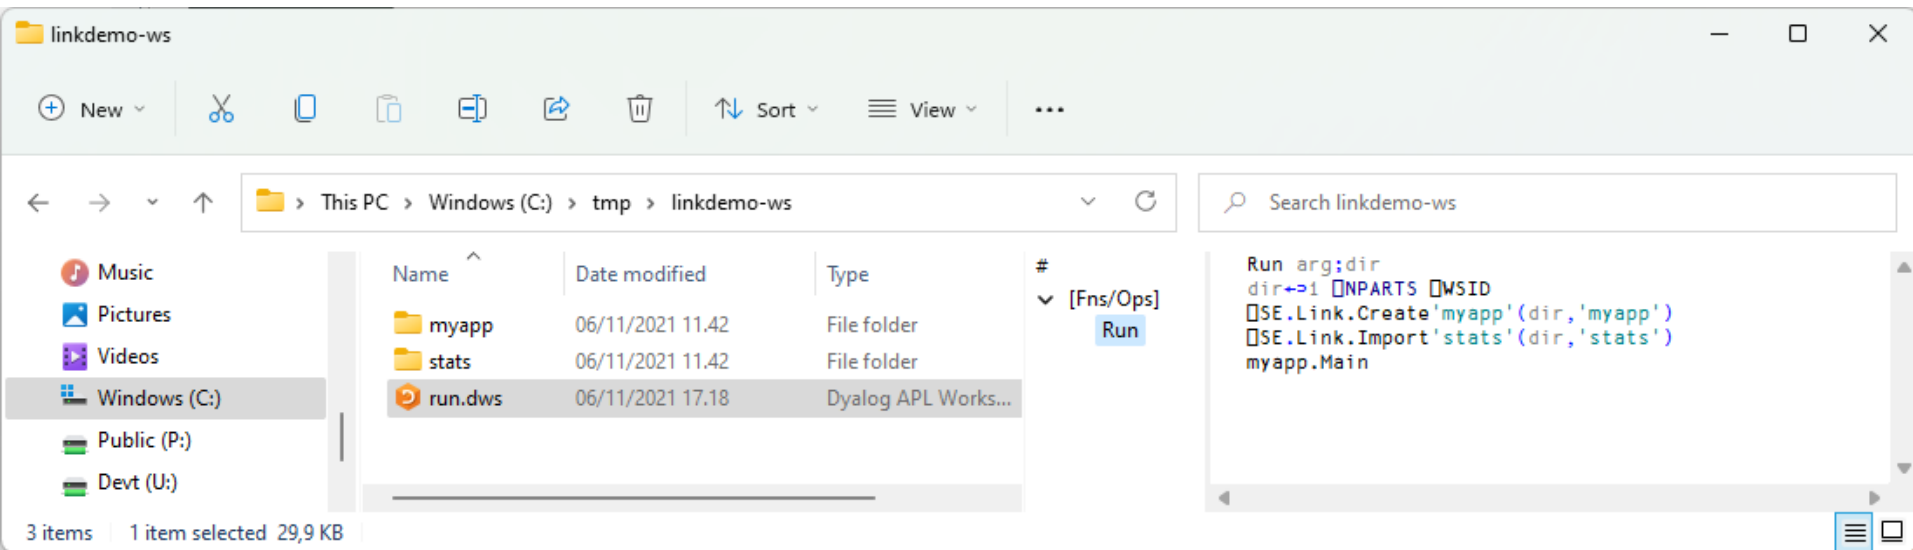 linkdemo-ws
New
Sort
View
This PC > Windows (C:) > tmp > linkdemo-ws
Search linkdemo-ws
Music
Pictures
Videos
Windows (C:)
Public (P:)
Devt (U:)
Name Date modified Type
myapp 06/11/2021 11.42 File folder
stats 06/11/2021 11.42 File folder
run.dws 06/11/2021 17.18 Dyalog APL Works...
#
[Fns/Ops]
Run
Run arg;dir
dir←⊃1 ⎕NPARTS ⎕WSID
⎕SE.Link.Create'myapp'(dir,'myapp')
⎕SE.Link.Import'stats'(dir,'stats')
myapp.Main
3 items 1 item selected 29,9 KB